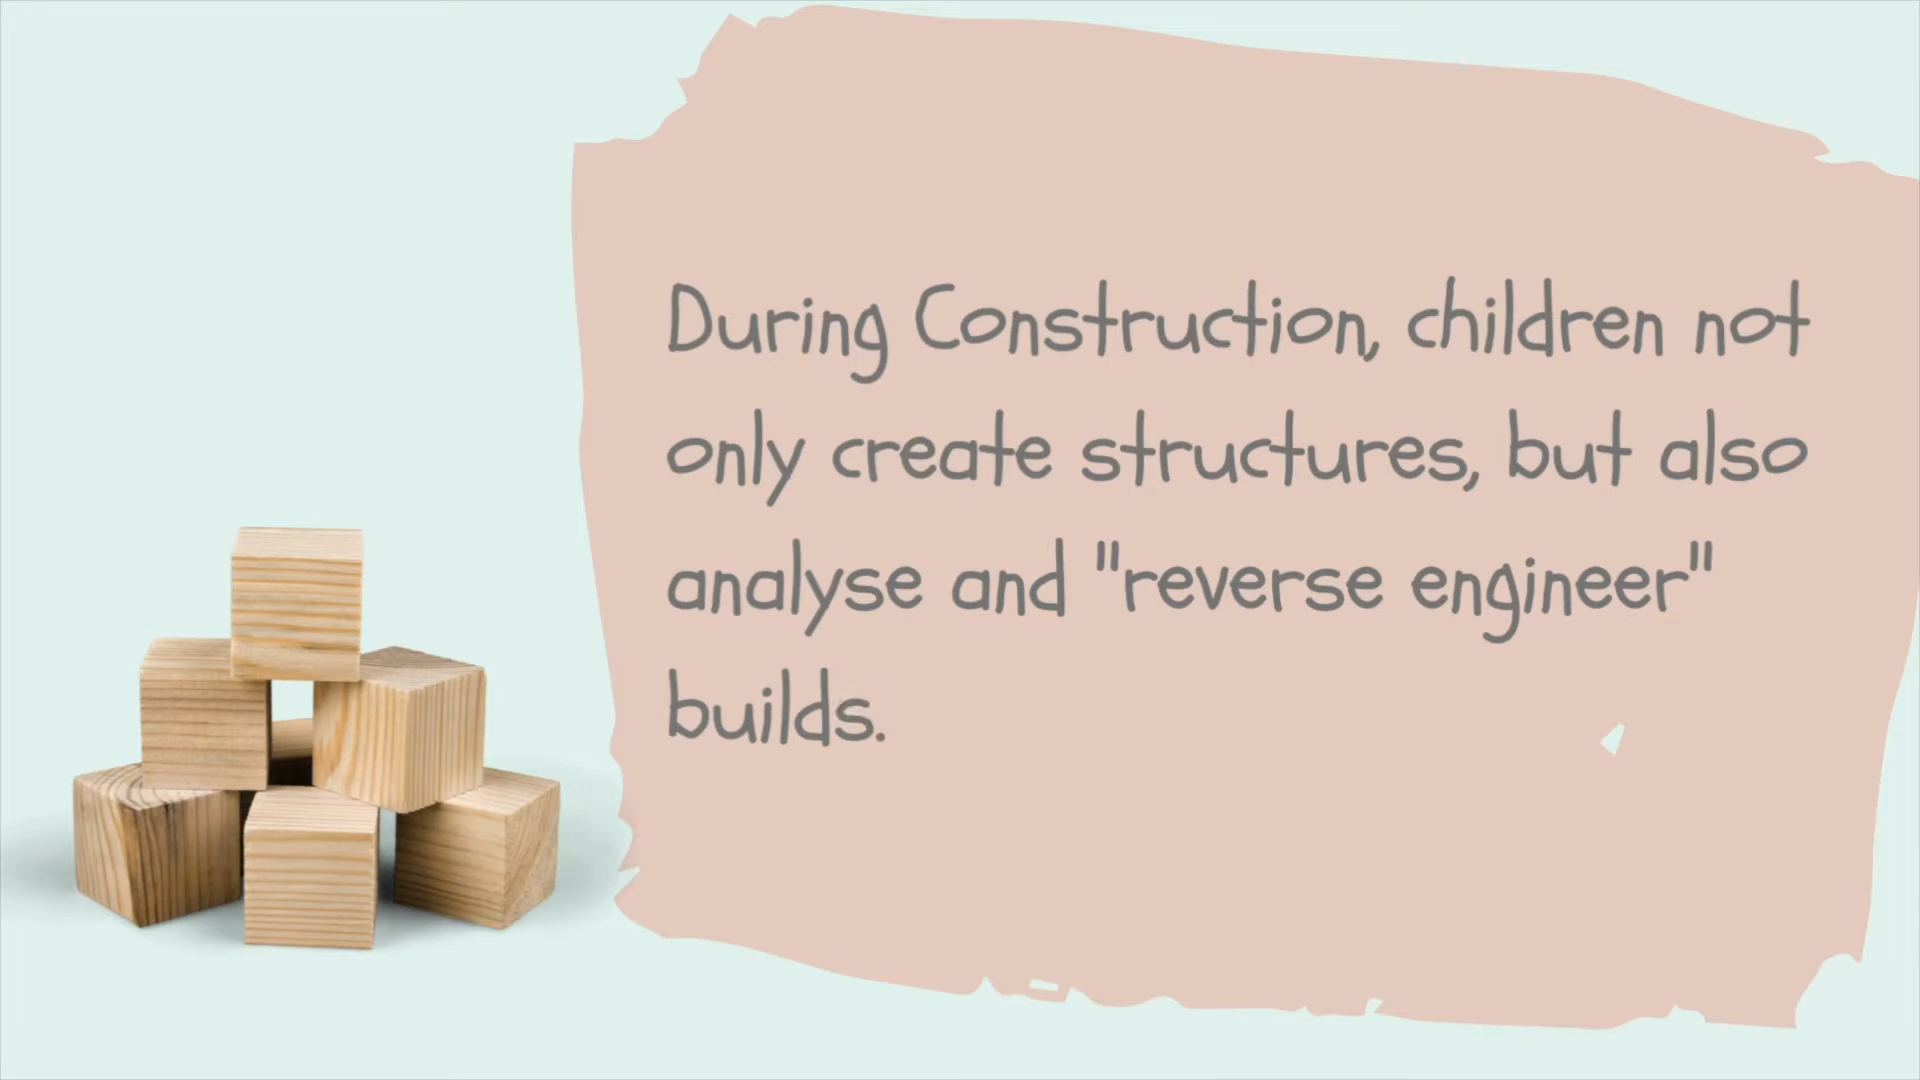 During Construction, children not
only create structures, but also
analyse and "reverse engineer"
builds.